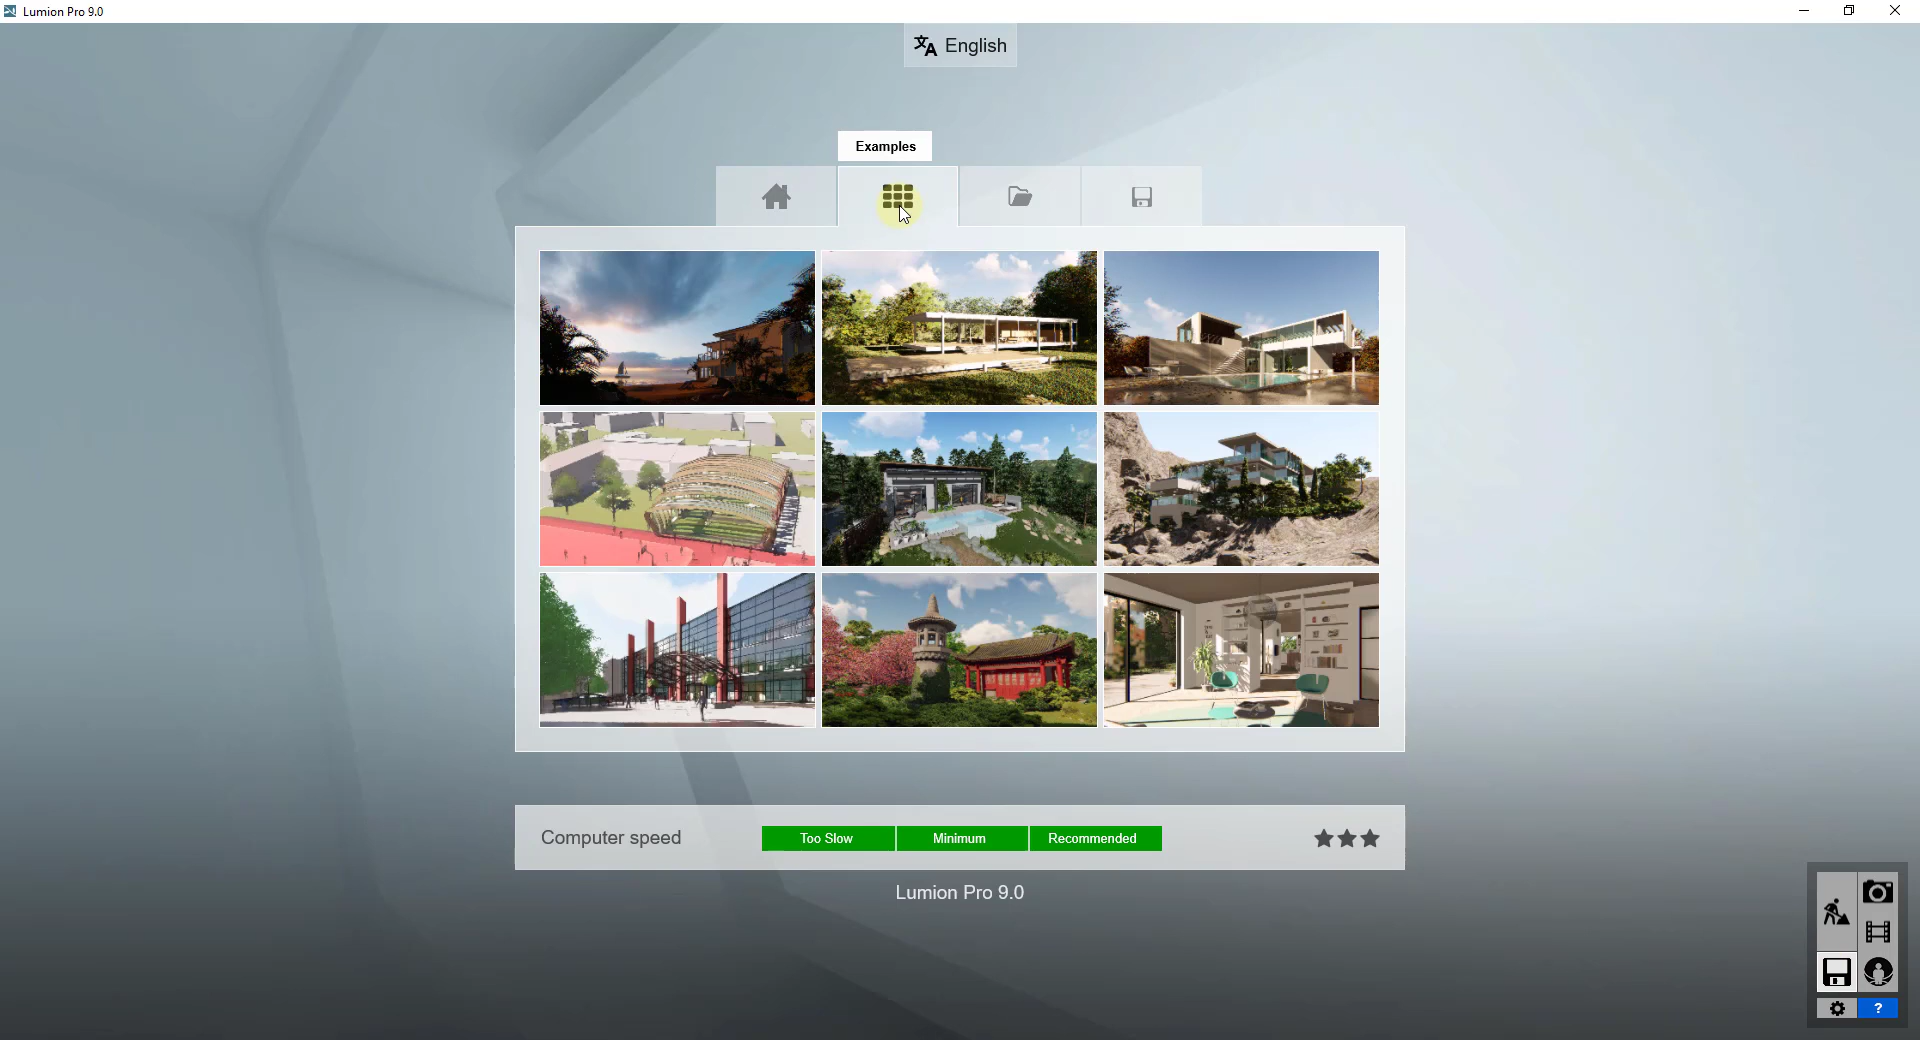 Lumion Pro 9.0
English
Examples
Computer speed
Too Slow
Minimum
Recommended
Lumion Pro 9.0
?